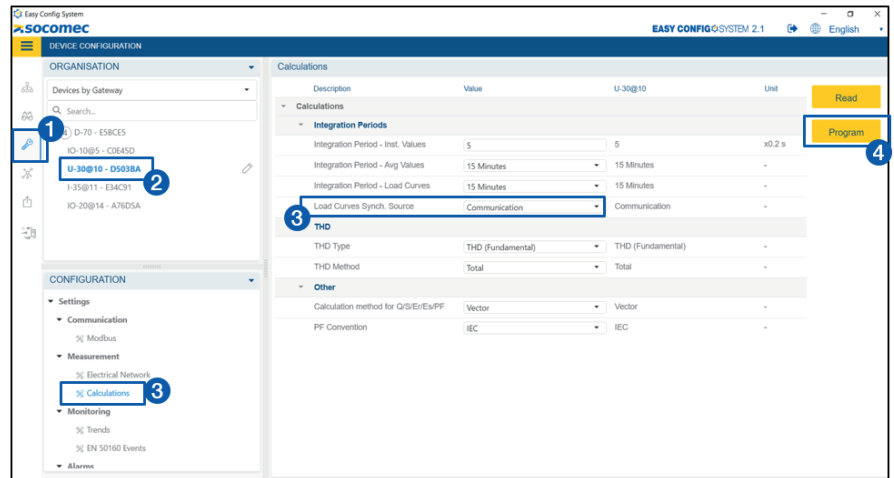 Easy Config System
socomec
EASY CONFIG SYSTEM 2.1
English
DEVICE CONFIGURATION
ORGANISATION
Devices by Gateway
Search...
1
D-70 - E5BCE5
IO-10@5 - C0E45D
U-30@10 - D503BA
2
I-35@11 - E34C91
IO-20@14 - A76D5A
CONFIGURATION
Settings
Communication
Modbus
Measurement
Electrical Network
Calculations
3
Monitoring
Trends
EN 50160 Events
Alarms
Calculations
Description Value U-30@10 Unit
Calculations
Integration Periods
Integration Period - Inst. Values 5 5 x0.2 s
Integration Period - Avg Values 15 Minutes 15 Minutes -
Integration Period - Load Curves 15 Minutes 15 Minutes -
3 Load Curves Synch. Source Communication Communication -
THD
THD Type THD (Fundamental) THD (Fundamental) -
THD Method Total Total -
Other
Calculation method for Q/S/Er/Es/PF Vector Vector -
PF Convention IEC IEC -
Read
Program
4